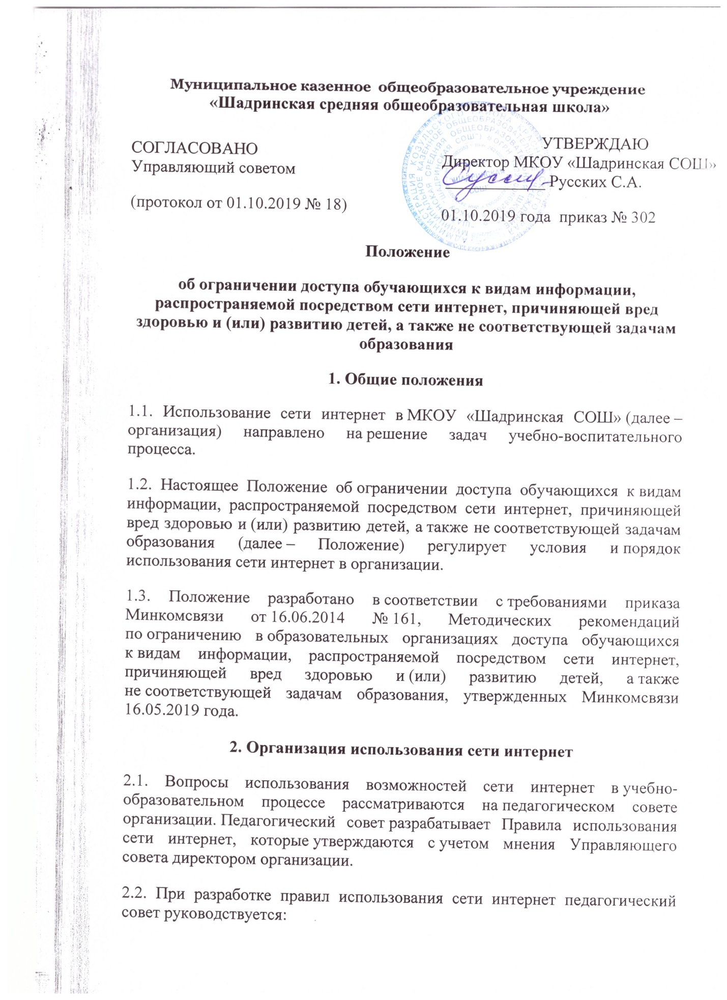 Муниципальное казенное общеобразовательное учреждение
«Шадринская средняя общеобразовательная школа»
СОГЛАСОВАНО
Управляющий советом
(протокол от 01.10.2019 № 18)
УТВЕРЖДАЮ
Директор МКОУ «Шадринская СОШ»
Русских С.А.
01.10.2019 года приказ № 302
Положение
об ограничении доступа обучающихся к видам информации,
распространяемой посредством сети интернет, причиняющей вред
здоровью и (или) развитию детей, а также не соответствующей задачам
образования
1. Общие положения
1.1. Использование сети интернет в МКОУ «Шадринская СОШ» (далее –
организация) направлено на решение задач учебно-воспитательного
процесса.
1.2. Настоящее Положение об ограничении доступа обучающихся к видам
информации, распространяемой посредством сети интернет, причиняющей
вред здоровью и (или) развитию детей, а также не соответствующей задачам
образования (далее – Положение) регулирует условия и порядок
использования сети интернет в организации.
1.3. Положение разработано в соответствии с требованиями приказа
Минкомсвязи от 16.06.2014 № 161, Методических рекомендаций
по ограничению в образовательных организациях доступа обучающихся
к видам информации, распространяемой посредством сети интернет,
причиняющей вред здоровью и (или) развитию детей, а также
не соответствующей задачам образования, утвержденных Минкомсвязи
16.05.2019 года.
2. Организация использования сети интернет
2.1. Вопросы использования возможностей сети интернет в учебно-
образовательном процессе рассматриваются на педагогическом совете
организации. Педагогический совет разрабатывает Правила использования
сети интернет, которые утверждаются с учетом мнения Управляющего
совета директором организации.
2.2. При разработке правил использования сети интернет педагогический
совет руководствуется: